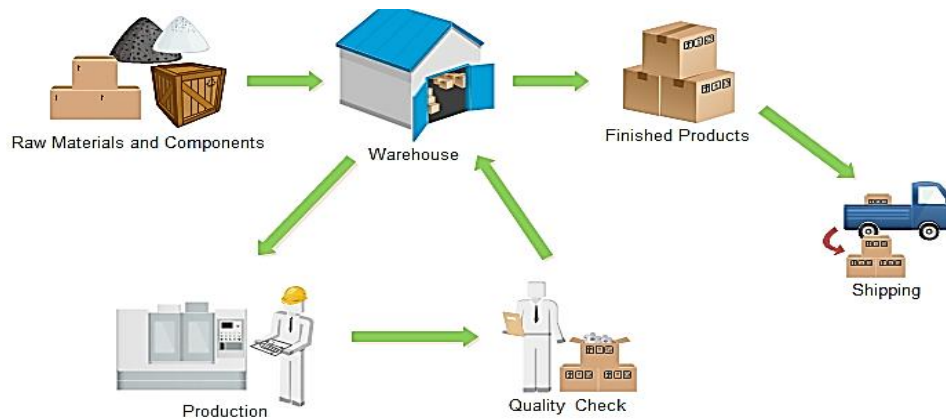 Raw Materials and Components
Warehouse
Finished Products
Shipping
Production
Quality Check